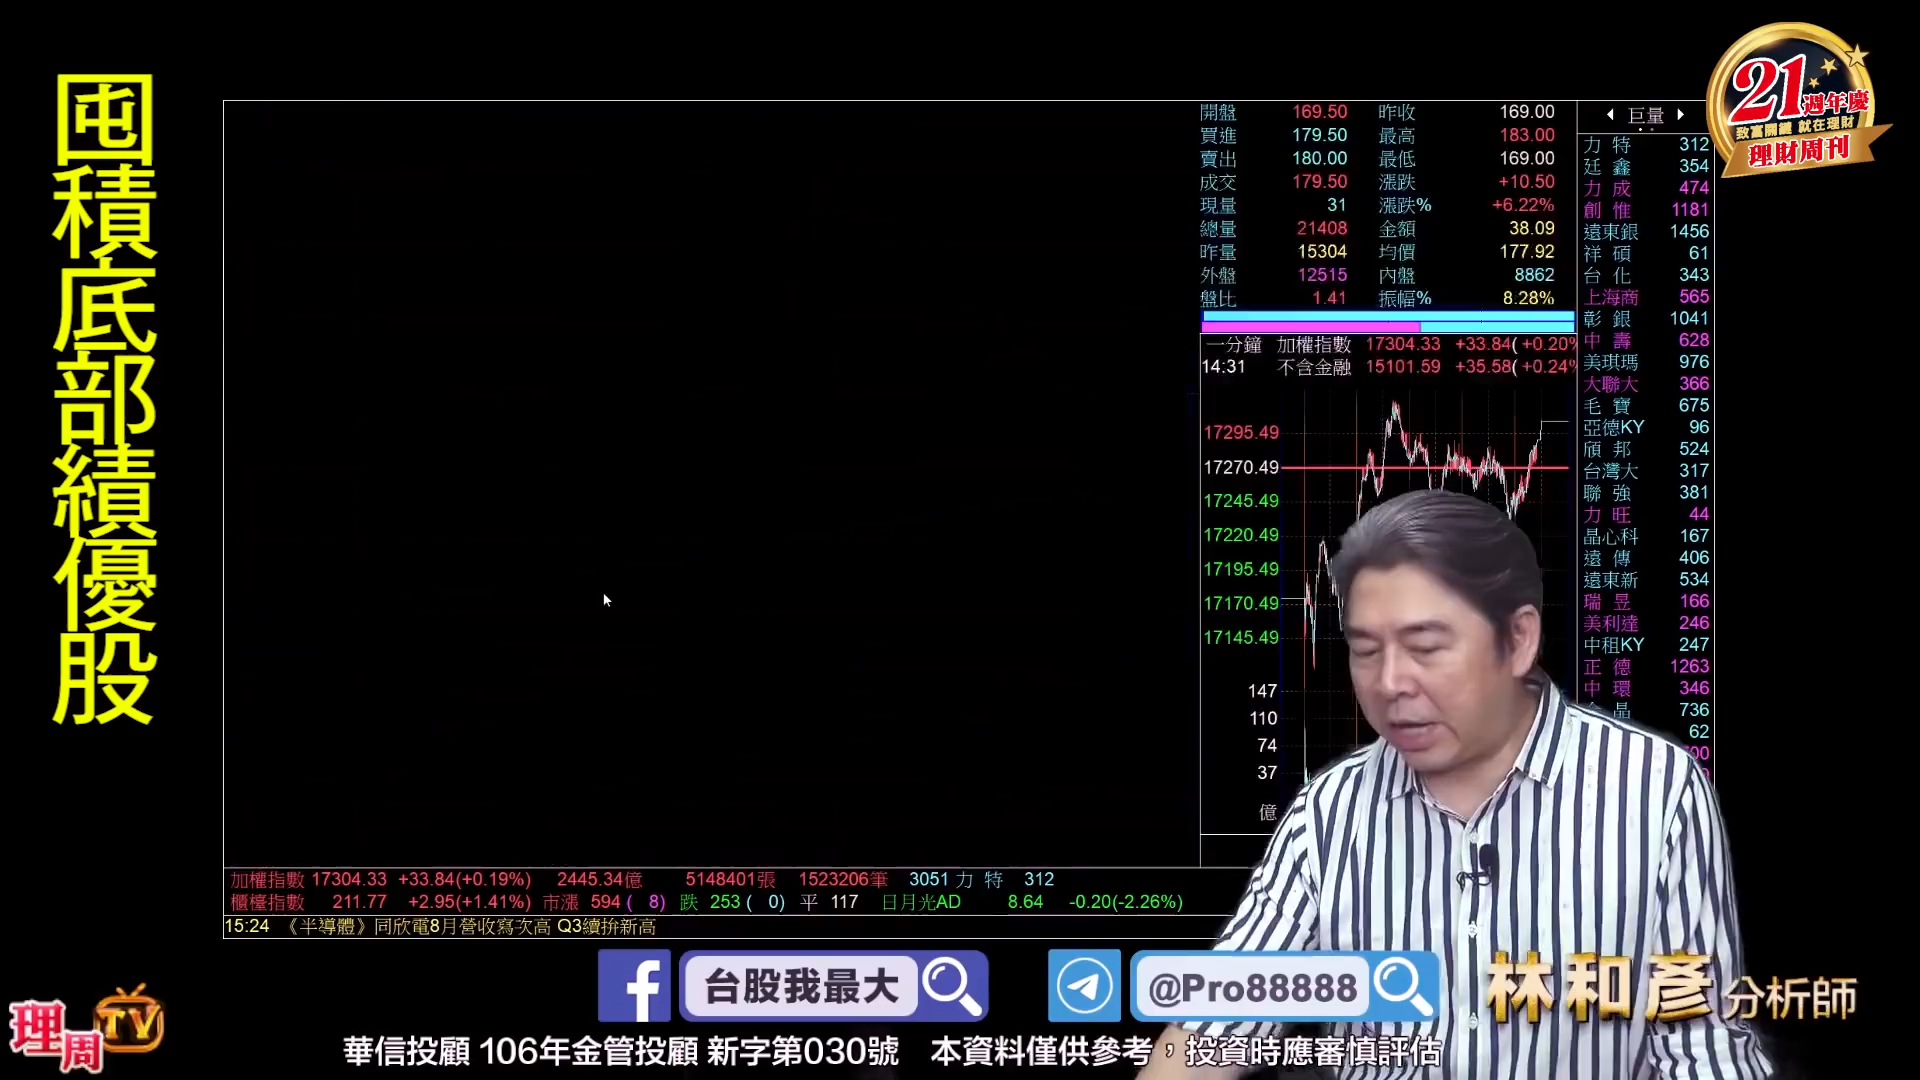 囤積底部績優股
21週年慶
致富關鍵 就在理財
理財周刊
開盤 169.50 昨收 169.00
買進 179.50 最高 183.00
賣出 180.00 最低 169.00
成交 179.50 漲跌 +10.50
現量 31 漲跌% +6.22%
總量 21408 金額 38.09
昨量 15304 均價 177.92
外盤 12515 內盤 8862
盤比 1.41 振幅% 8.28%
一分鐘 加權指數 17304.33 +33.84( +0.20%
14:31 不含金融 15101.59 +35.58( +0.24%
17295.49
17270.49
17245.49
17220.49
17195.49
17170.49
17145.49
147
110
74
37
億
巨量
力特 312
廷鑫 354
力成 474
創惟 1181
遠東銀 1456
祥碩 61
台化 343
上海商 565
彰銀 1041
中壽 628
美琪瑪 976
大聯大 366
毛寶 675
亞德KY 96
頎邦 524
台灣大 317
聯強 381
力旺 44
晶心科 167
遠傳 406
遠東新 534
瑞昱 166
美利達 246
中租KY 247
正德 1263
中環 346
晶 736
62
加權指數 17304.33 +33.84(+0.19%) 2445.34億 5148401張 1523206筆 3051 力特 312
櫃檯指數 211.77 +2.95(+1.41%) 市漲 594 ( 8) 跌 253 ( 0) 平 117 日月光AD 8.64 -0.20(-2.26%)
15:24 《半導體》同欣電8月營收寫次高 Q3續拚新高
台股我最大
@Pro88888
林和彥分析師
理周TV
華信投顧 106年金管投顧 新字第030號 本資料僅供參考，投資時應審慎評估